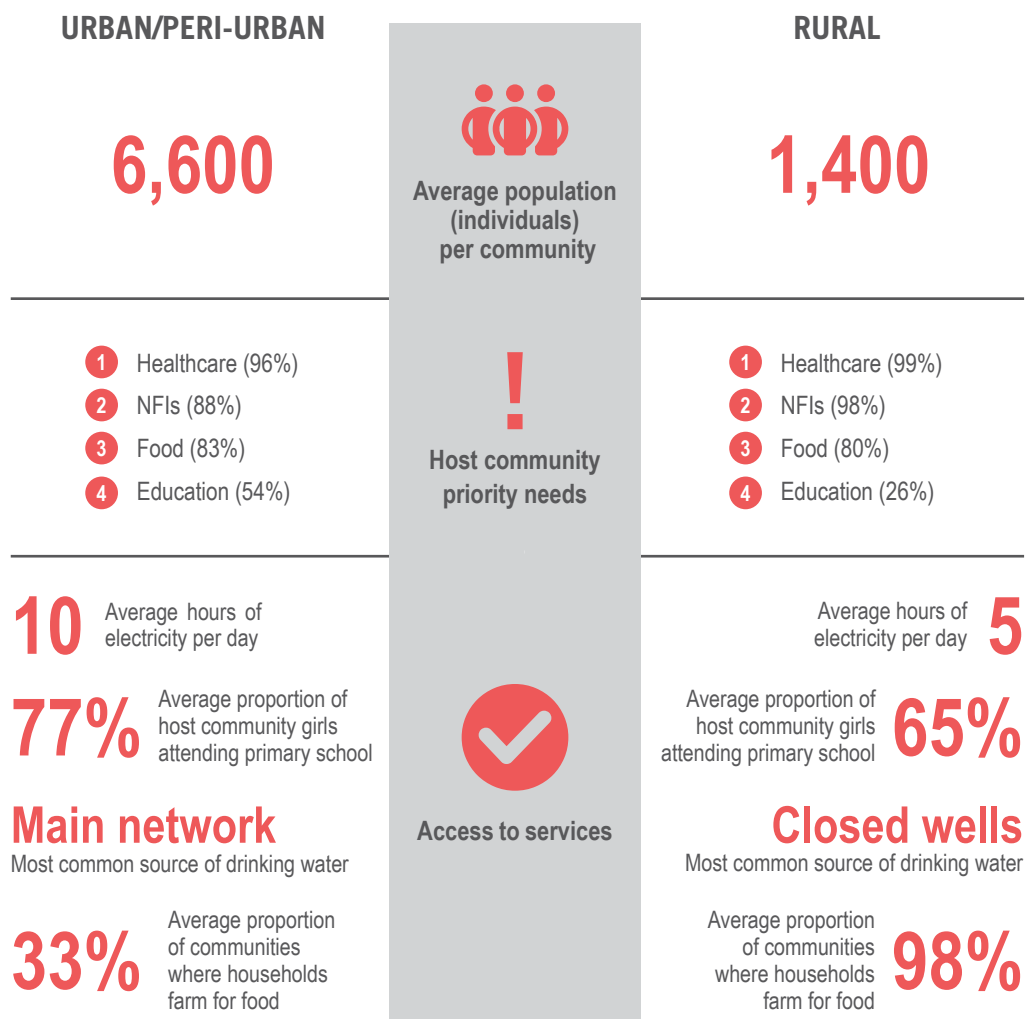 URBAN/PERI-URBAN
RURAL
6,600
Average population
(individuals)
per community
1,400
1 Healthcare (96%)
2 NFIs (88%)
3 Food (83%)
4 Education (54%)
!
Host community
priority needs
1 Healthcare (99%)
2 NFIs (98%)
3 Food (80%)
4 Education (26%)
10
Average hours of
electricity per day
77%
Average proportion of
host community girls
attending primary school
Main network
Most common source of drinking water
33%
Average proportion
of communities
where households
farm for food
Access to services
Average hours of
electricity per day
5
Average proportion of
host community girls
attending primary school
65%
Closed wells
Most common source of drinking water
Average proportion
of communities
where households
farm for food
98%